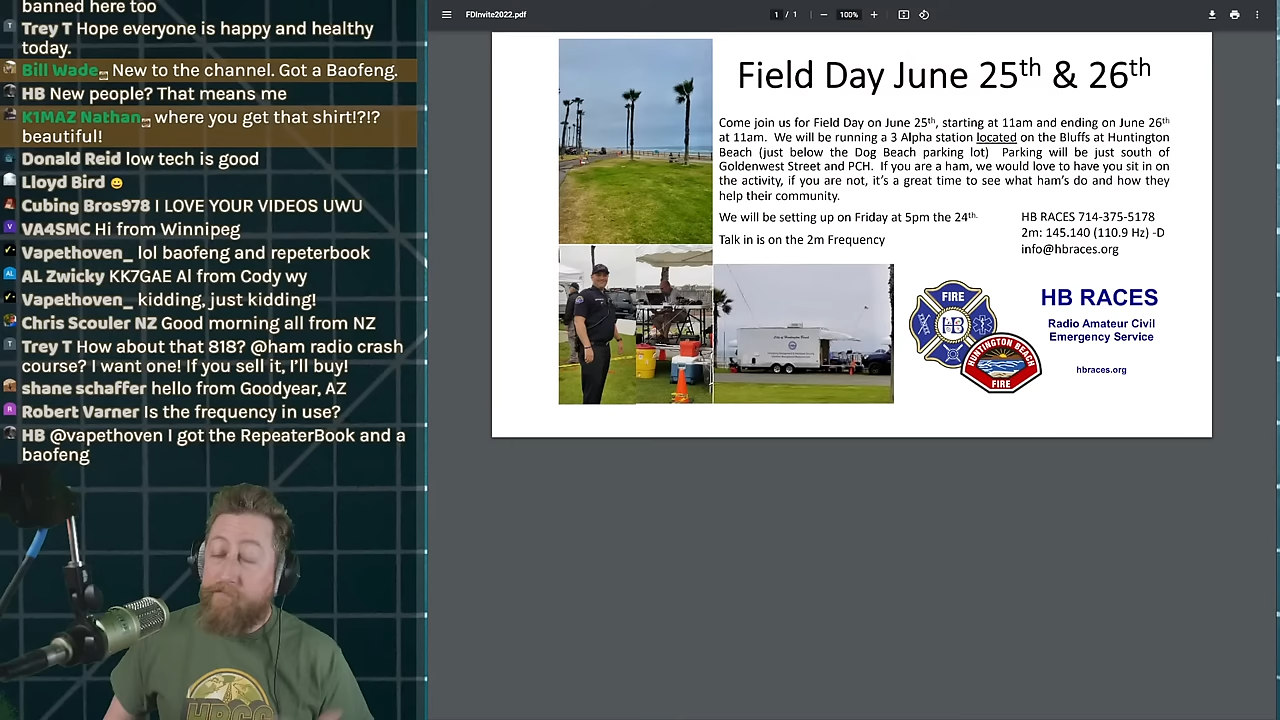 banned here too
Trey T Hope everyone is happy and healthy
today.
Bill Wade New to the channel. Got a Baofeng.
HB New people? That means me
K1MAZ Nathan where you get that shirt!?!?
beautiful!
Donald Reid low tech is good
Lloyd Bird 😀
Cubing Bros978 I LOVE YOUR VIDEOS UWU
VA4SMC Hi from Winnipeg
Vapethoven_ lol baofeng and repeterbook
AL Zwicky KK7GAE Al from Cody wy
Vapethoven_ kidding, just kidding!
Chris Scouler NZ Good morning all from NZ
Trey T How about that 818? @ham radio crash
course? I want one! If you sell it, I'll buy!
shane schaffer hello from Goodyear, AZ
Robert Varner Is the frequency in use?
HB @vapethoven I got the RepeaterBook and a
baofeng
HRCC
FDInvite2022.pdf
1 / 1
100%
Field Day June 25th & 26th
Come join us for Field Day on June 25th, starting at 11am and ending on June 26th
at 11am. We will be running a 3 Alpha station located on the Bluffs at Huntington
Beach (just below the Dog Beach parking lot) Parking will be just south of
Goldenwest Street and PCH. If you are a ham, we would love to have you sit in on
the activity, if you are not, it's a great time to see what ham's do and how they
help their community.
We will be setting up on Friday at 5pm the 24th.
Talk in is on the 2m Frequency
HB RACES 714-375-5178
2m: 145.140 (110.9 Hz) -D
info@hbraces.org
FIRE
HB
HUNTINGTON BEACH
FIRE
HB RACES
Radio Amateur Civil
Emergency Service
hbraces.org